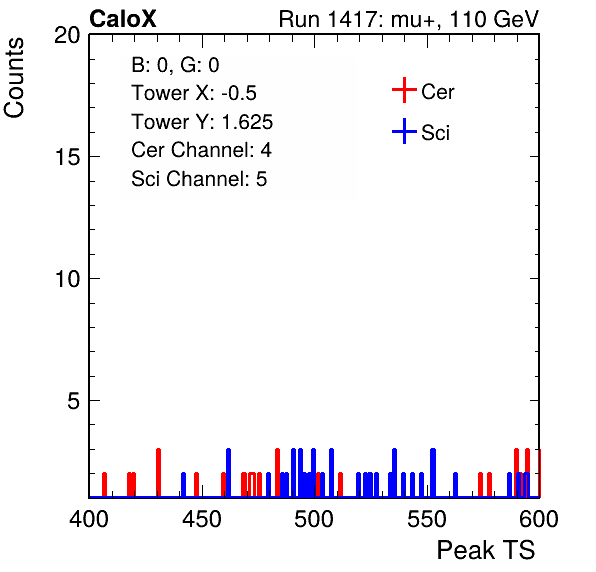 CaloX Run 1417: mu+, 110 GeV
Counts
B: 0, G: 0
Tower X: -0.5
Tower Y: 1.625
Cer Channel: 4
Sci Channel: 5
Cer
Sci
20
15
10
5
400 450 500 550 600
Peak TS